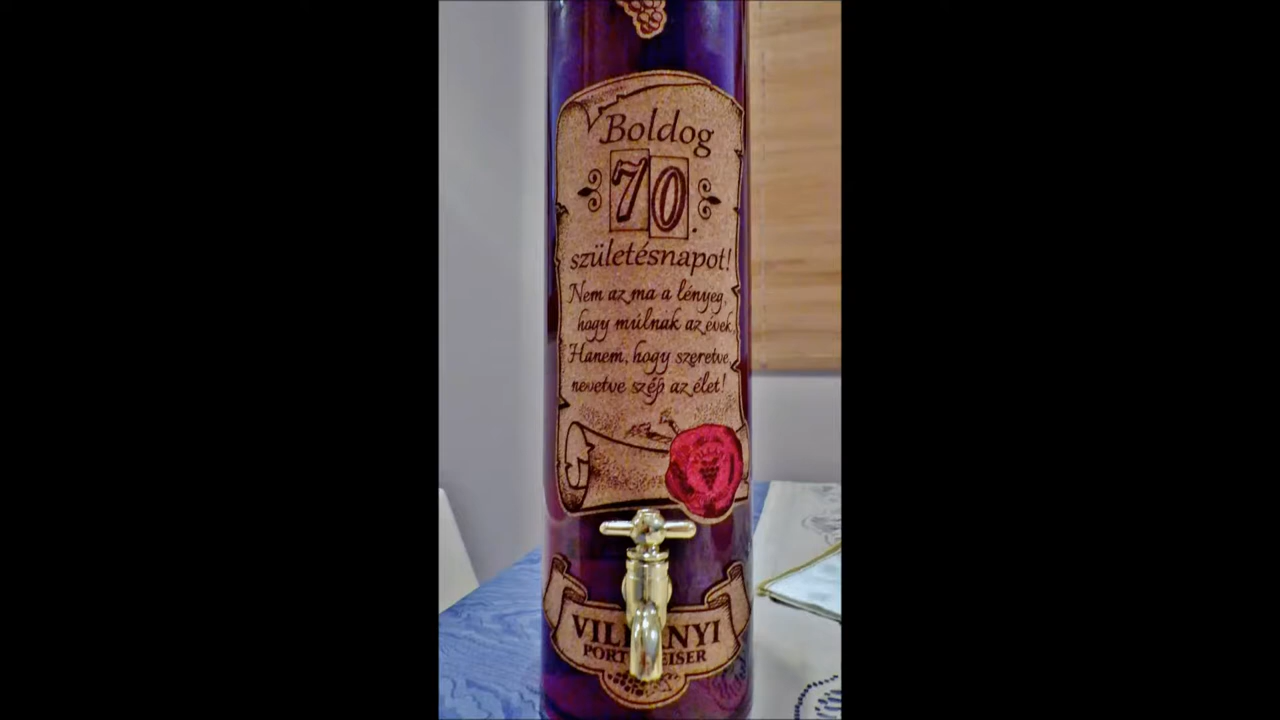 Boldog
70.
születésnapot!
Nem az ma a lényeg,
hogy múlnak az évek.
Hanem, hogy szeretve,
nevetve szép az élet!